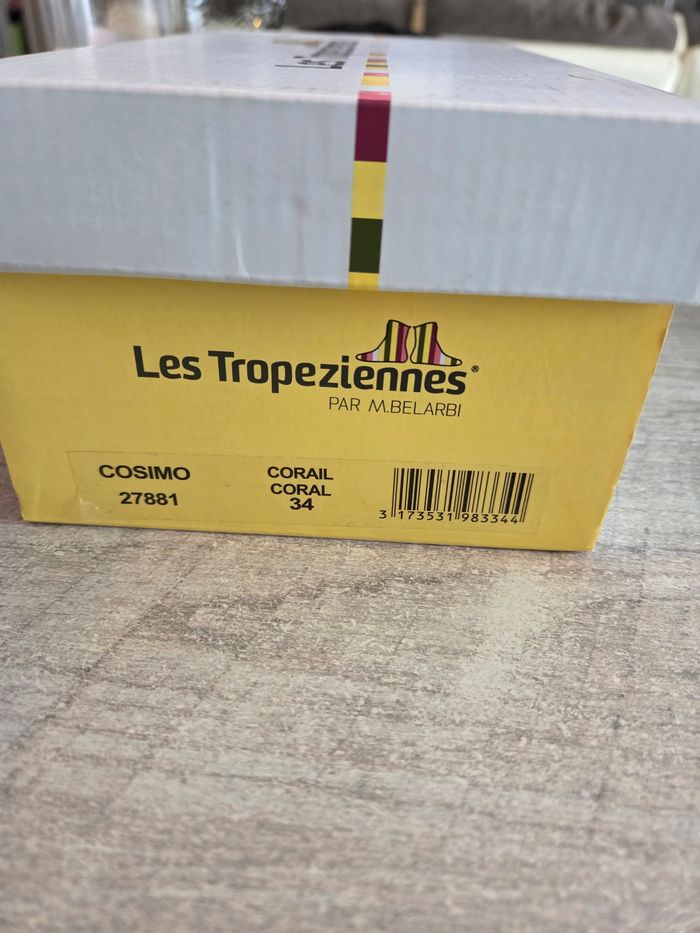 Les Tropeziennes®
PAR M.BELARBI
COSIMO
27881
CORAIL
CORAL
34
3 173531 983344